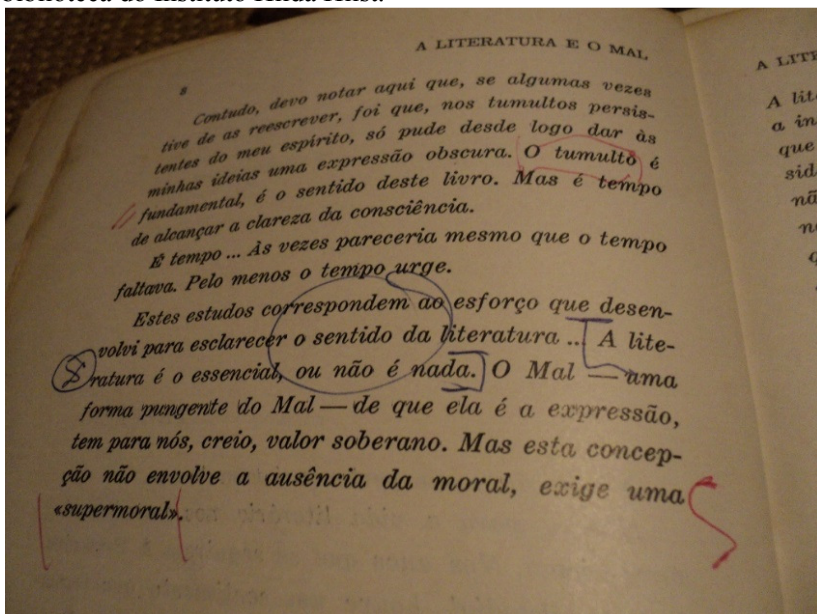 biblioteca do Instituto Hilda Hilst.
A LITERATURA E O MAL
8
Contudo, devo notar aqui que, se algumas vezes
tive de as reescrever, foi que, nos tumultos persis-
tentes do meu espírito, só pude desde logo dar às
minhas ideias uma expressão obscura. O tumulto é
fundamental, é o sentido deste livro. Mas é tempo
de alcançar a clareza da consciência.
É tempo ... Às vezes pareceria mesmo que o tempo
faltava. Pelo menos o tempo urge.
Estes estudos correspondem ao esforço que desen-
volvi para esclarecer o sentido da literatura ... A lite-
ratura é o essencial, ou não é nada. O Mal — uma
forma pungente do Mal — de que ela é a expressão,
tem para nós, creio, valor soberano. Mas esta concep-
ção não envolve a ausência da moral, exige uma
«supermoral».
A LITE
A lit
a in
que
sid
nã